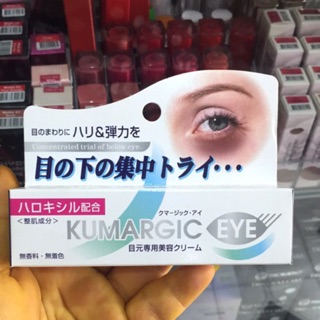 目のまわりに ハリ&弾力を
Concentrated trial of below eye.
目の下の集中トライ・・・
ハロキシル配合
<整肌成分>
クマージック・アイ
KUMARGIC EYE
目元専用美容クリーム
無香料・無着色